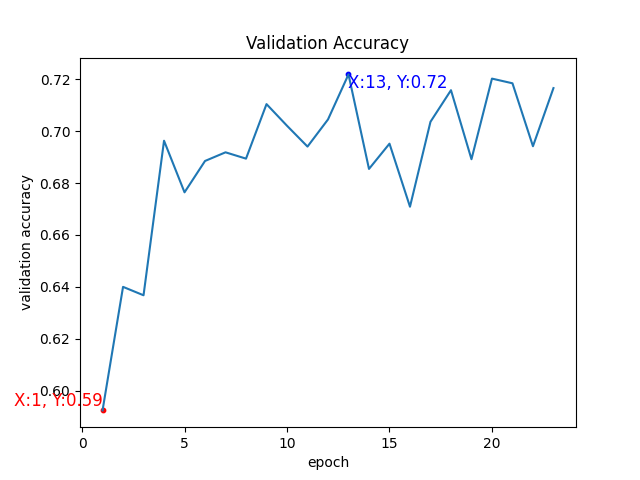 Validation Accuracy
validation accuracy
0.72
0.70
0.68
0.66
0.64
0.62
0.60
X:13, Y:0.72
X:1, Y:0.59
0
5
10
15
20
epoch